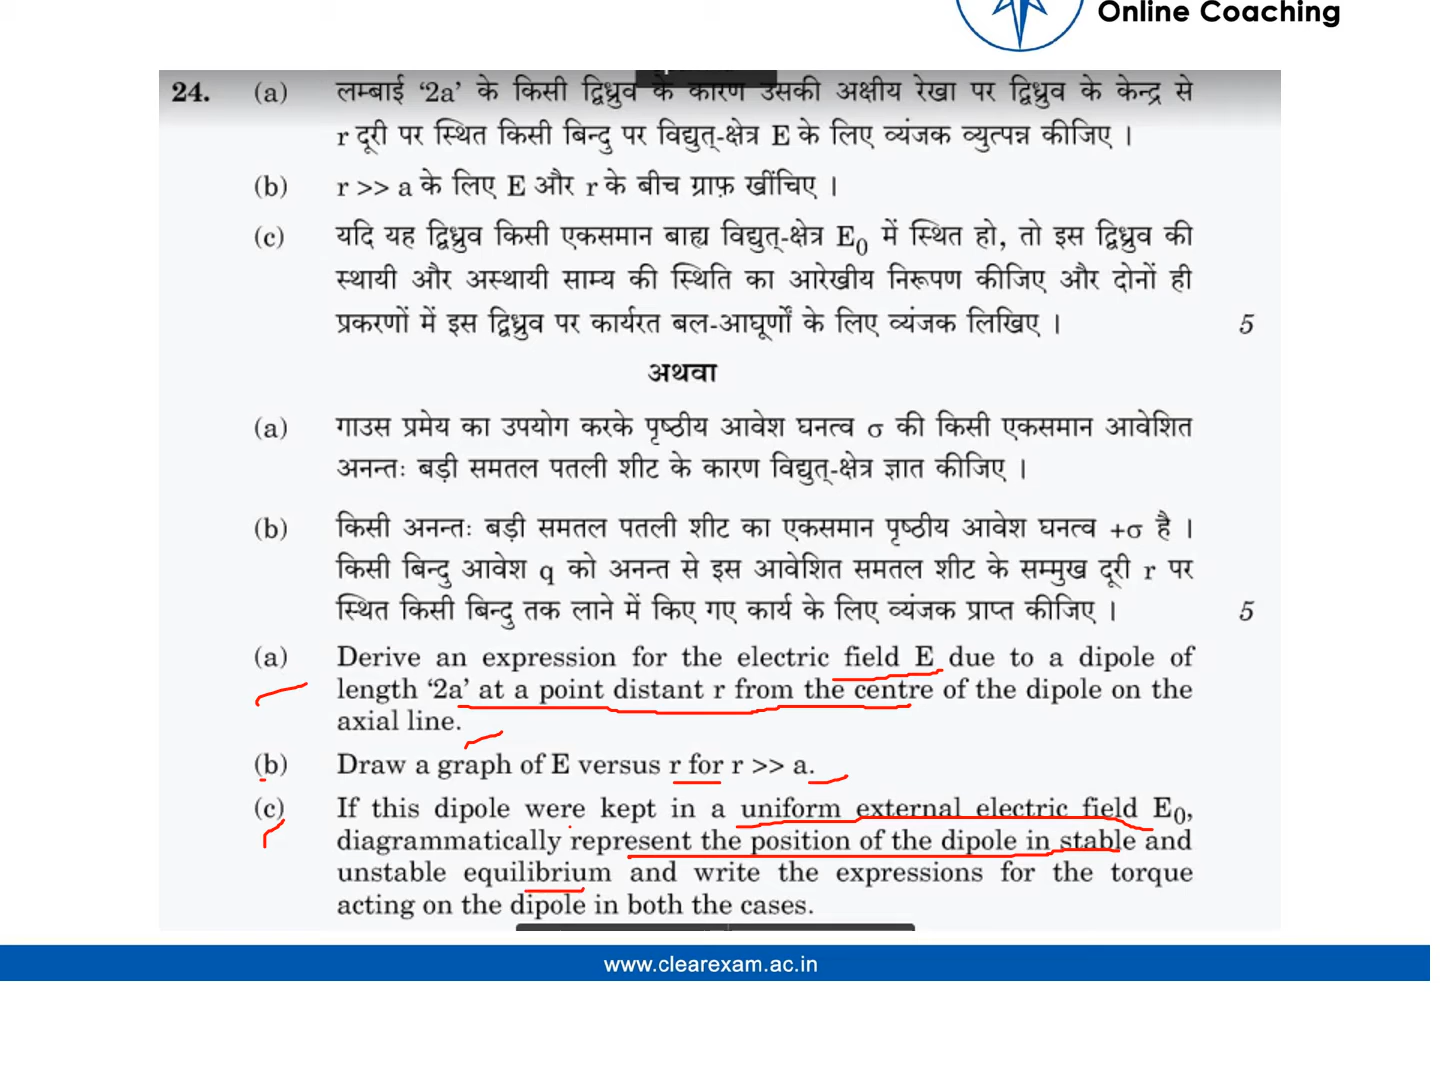 Online Coaching
24. (a) लम्बाई ‘2a’ के किसी द्विध्रुव के कारण उसकी अक्षीय रेखा पर द्विध्रुव के केन्द्र से
r दूरी पर स्थित किसी बिन्दु पर विद्युत्-क्षेत्र E के लिए व्यंजक व्युत्पन्न कीजिए ।
(b) r >> a के लिए E और r के बीच ग्राफ़ खींचिए ।
(c) यदि यह द्विध्रुव किसी एकसमान बाह्य विद्युत्-क्षेत्र E₀ में स्थित हो, तो इस द्विध्रुव की
स्थायी और अस्थायी साम्य की स्थिति का आरेखीय निरूपण कीजिए और दोनों ही
प्रकरणों में इस द्विध्रुव पर कार्यरत बल-आघूर्णों के लिए व्यंजक लिखिए । 5
अथवा
(a) गाउस प्रमेय का उपयोग करके पृष्ठीय आवेश घनत्व σ की किसी एकसमान आवेशित
अनन्तः बड़ी समतल पतली शीट के कारण विद्युत्-क्षेत्र ज्ञात कीजिए ।
(b) किसी अनन्तः बड़ी समतल पतली शीट का एकसमान पृष्ठीय आवेश घनत्व +σ है ।
किसी बिन्दु आवेश q को अनन्त से इस आवेशित समतल शीट के सम्मुख दूरी r पर
स्थित किसी बिन्दु तक लाने में किए गए कार्य के लिए व्यंजक प्राप्त कीजिए । 5
(a) Derive an expression for the electric field E due to a dipole of
length ‘2a’ at a point distant r from the centre of the dipole on the
axial line.
(b) Draw a graph of E versus r for r >> a.
(c) If this dipole were kept in a uniform external electric field E₀,
diagrammatically represent the position of the dipole in stable and
unstable equilibrium and write the expressions for the torque
acting on the dipole in both the cases.
www.clearexam.ac.in